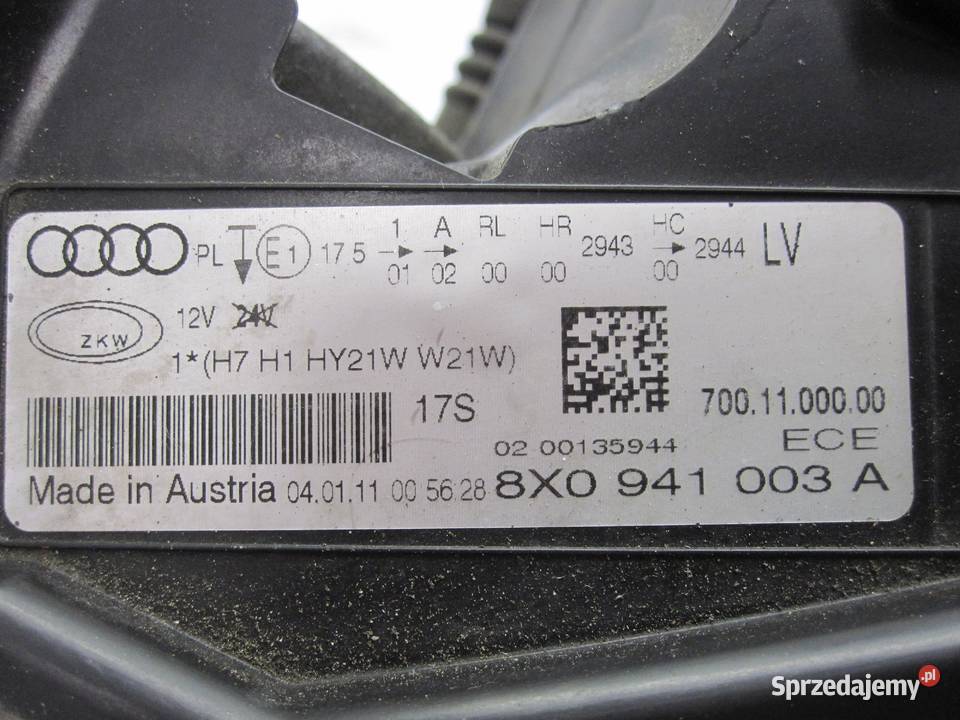 1 A RL HR HC
PL E1 17 5 2943 2944 LV
01 02 00 00 00
12V 24V
ZKW
1*(H7 H1 HY21W W21W)
17S
700.11.000.00
02 00135944 ECE
Made in Austria 04.01.11 00 56:28 8X0 941 003 A
Sprzedajemy.pl